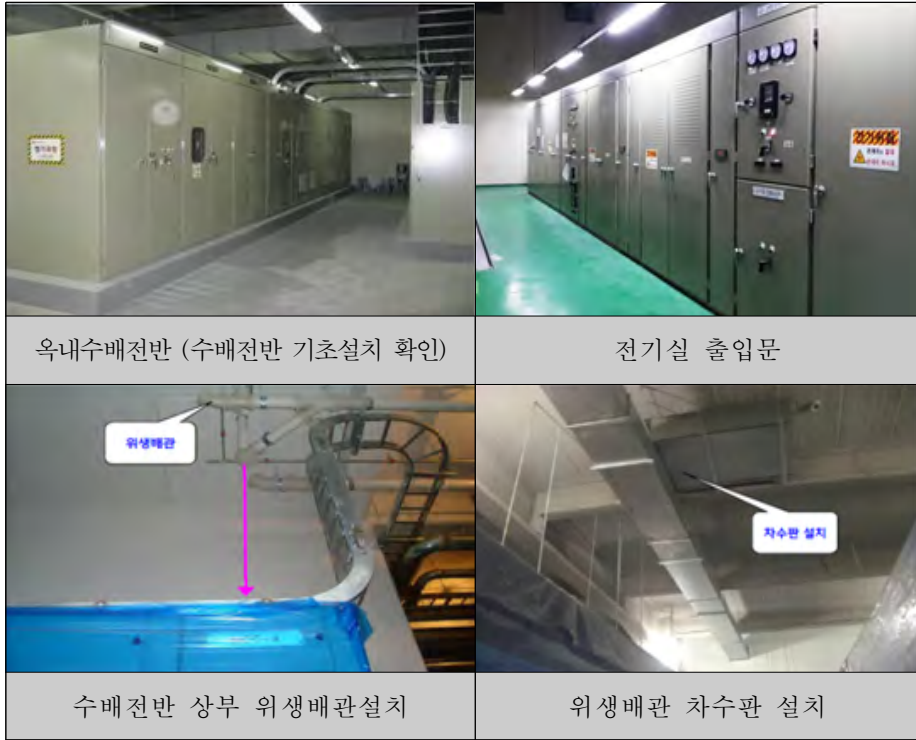 옥내수배전반 (수배전반 기초설치 확인)
전기실 출입문
위생배관
차수판 설치
수배전반 상부 위생배관설치
위생배관 차수판 설치